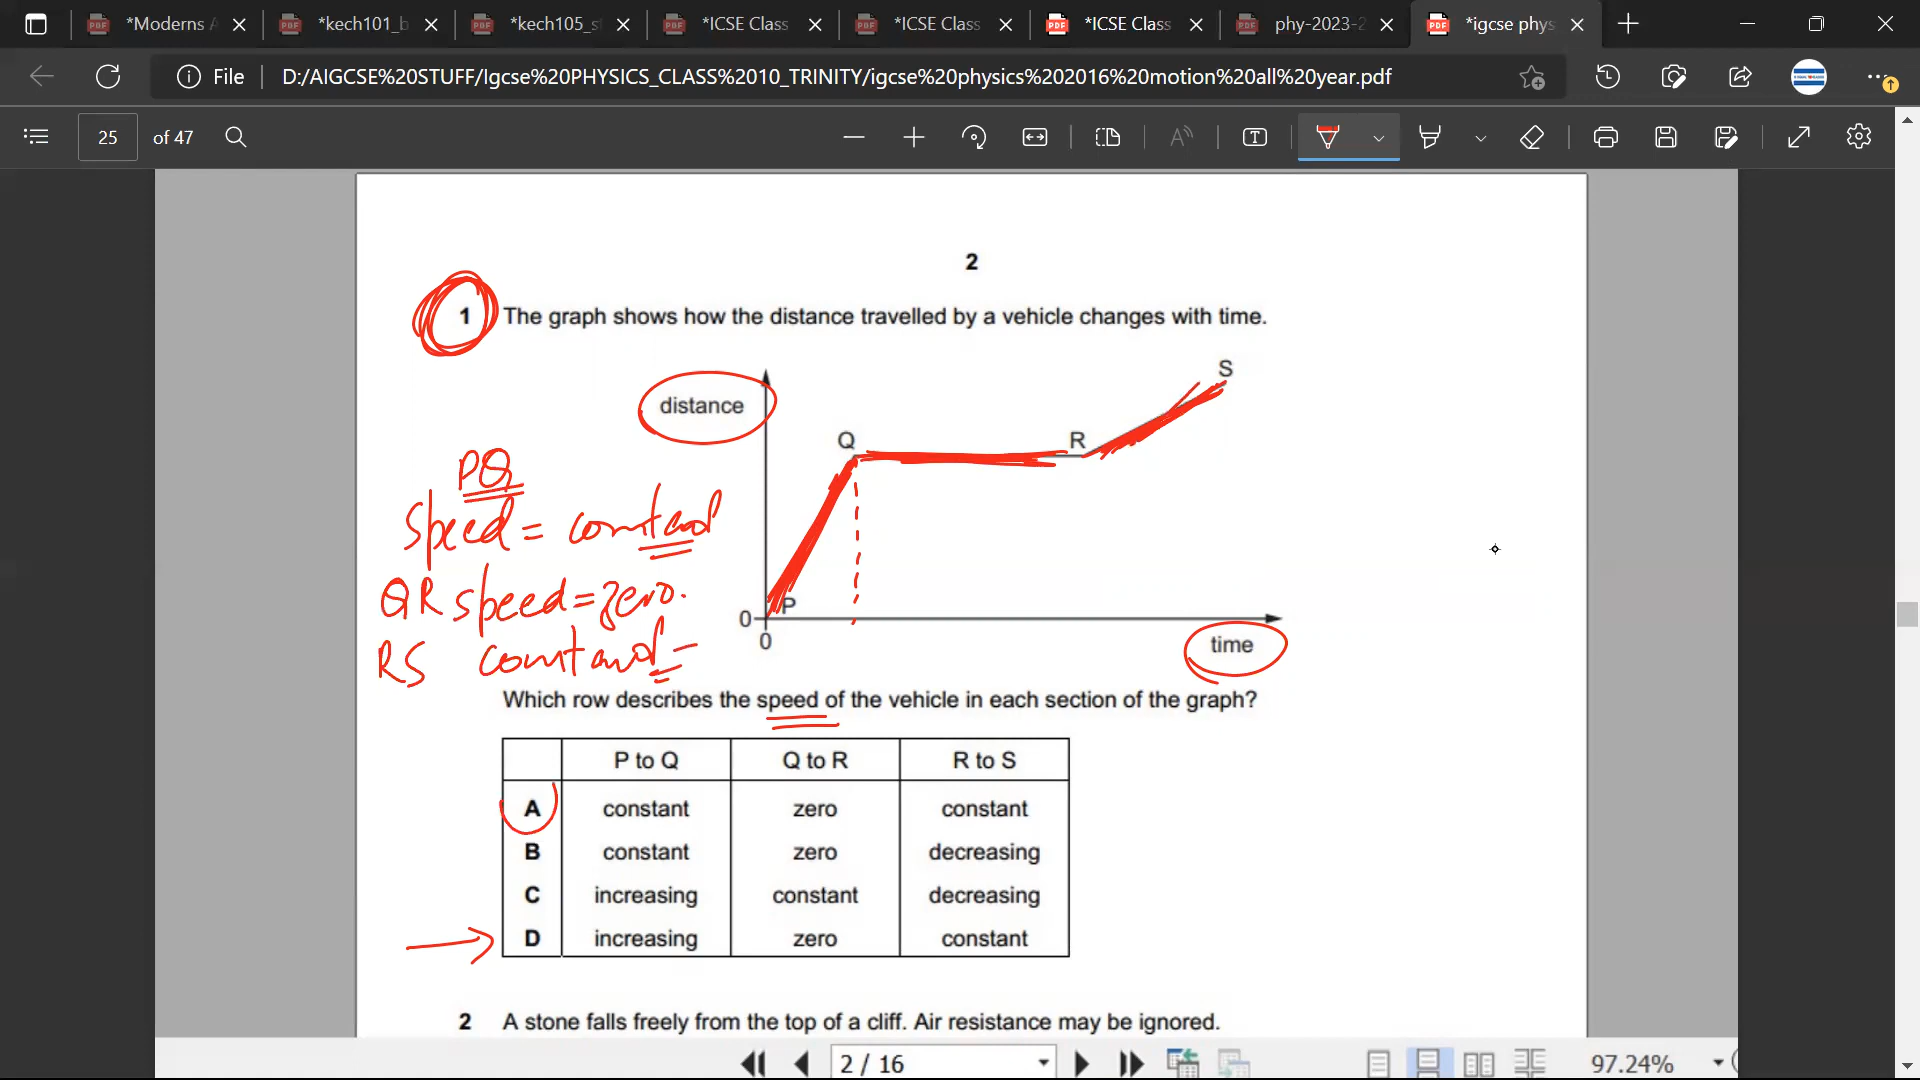 *Moderns A
*kech101_b
*kech105_st
*ICSE Class
*ICSE Class
*ICSE Class
phy-2023-2
*igcse phys
File
D:/AIGCSE%20STUFF/Igcse%20PHYSICS_CLASS%2010_TRINITY/igcse%20physics%202016%20motion%20all%20year.pdf
25 of 47
2
1 The graph shows how the distance travelled by a vehicle changes with time.
S
distance
Q
R
PQ
Speed = constant
QR speed = zero.
P
0
0
time
RS constant
Which row describes the speed of the vehicle in each section of the graph?
P to Q Q to R R to S
A constant zero constant
B constant zero decreasing
C increasing constant decreasing
D increasing zero constant
2 A stone falls freely from the top of a cliff. Air resistance may be ignored.
2 / 16
97.24%